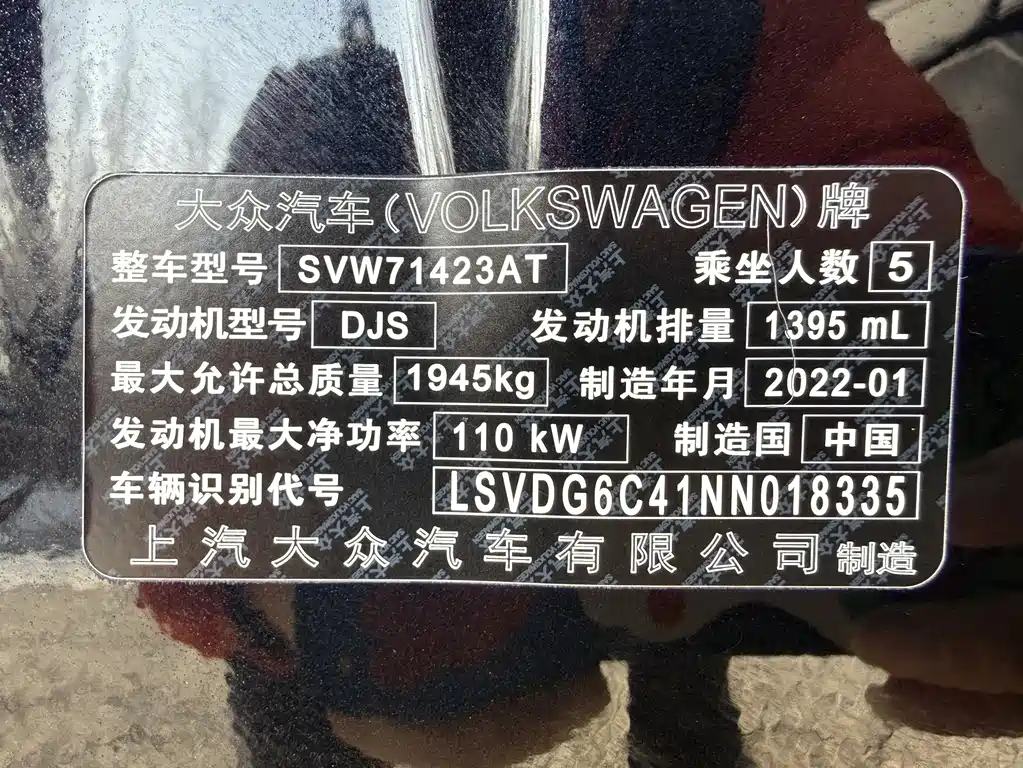 大众汽车(VOLKSWAGEN)牌
整车型号 SVW71423AT 乘坐人数 5
发动机型号 DJS 发动机排量 1395 mL
最大允许总质量 1945kg 制造年月 2022-01
发动机最大净功率 110 kW 制造国 中国
车辆识别代号 LSVDG6C41NN018335
上汽大众汽车有限公司 制造